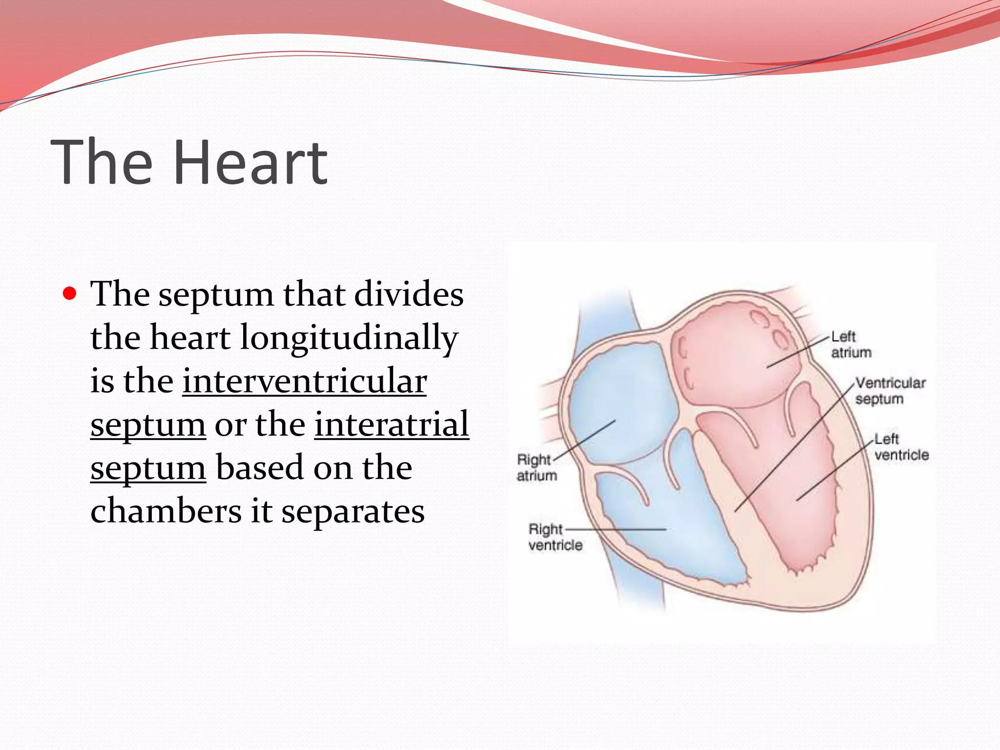 The Heart
• The septum that divides
the heart longitudinally
is the interventricular
septum or the interatrial
septum based on the
chambers it separates
Left
atrium
Ventricular
septum
Left
ventricle
Right
atrium
Right
ventricle